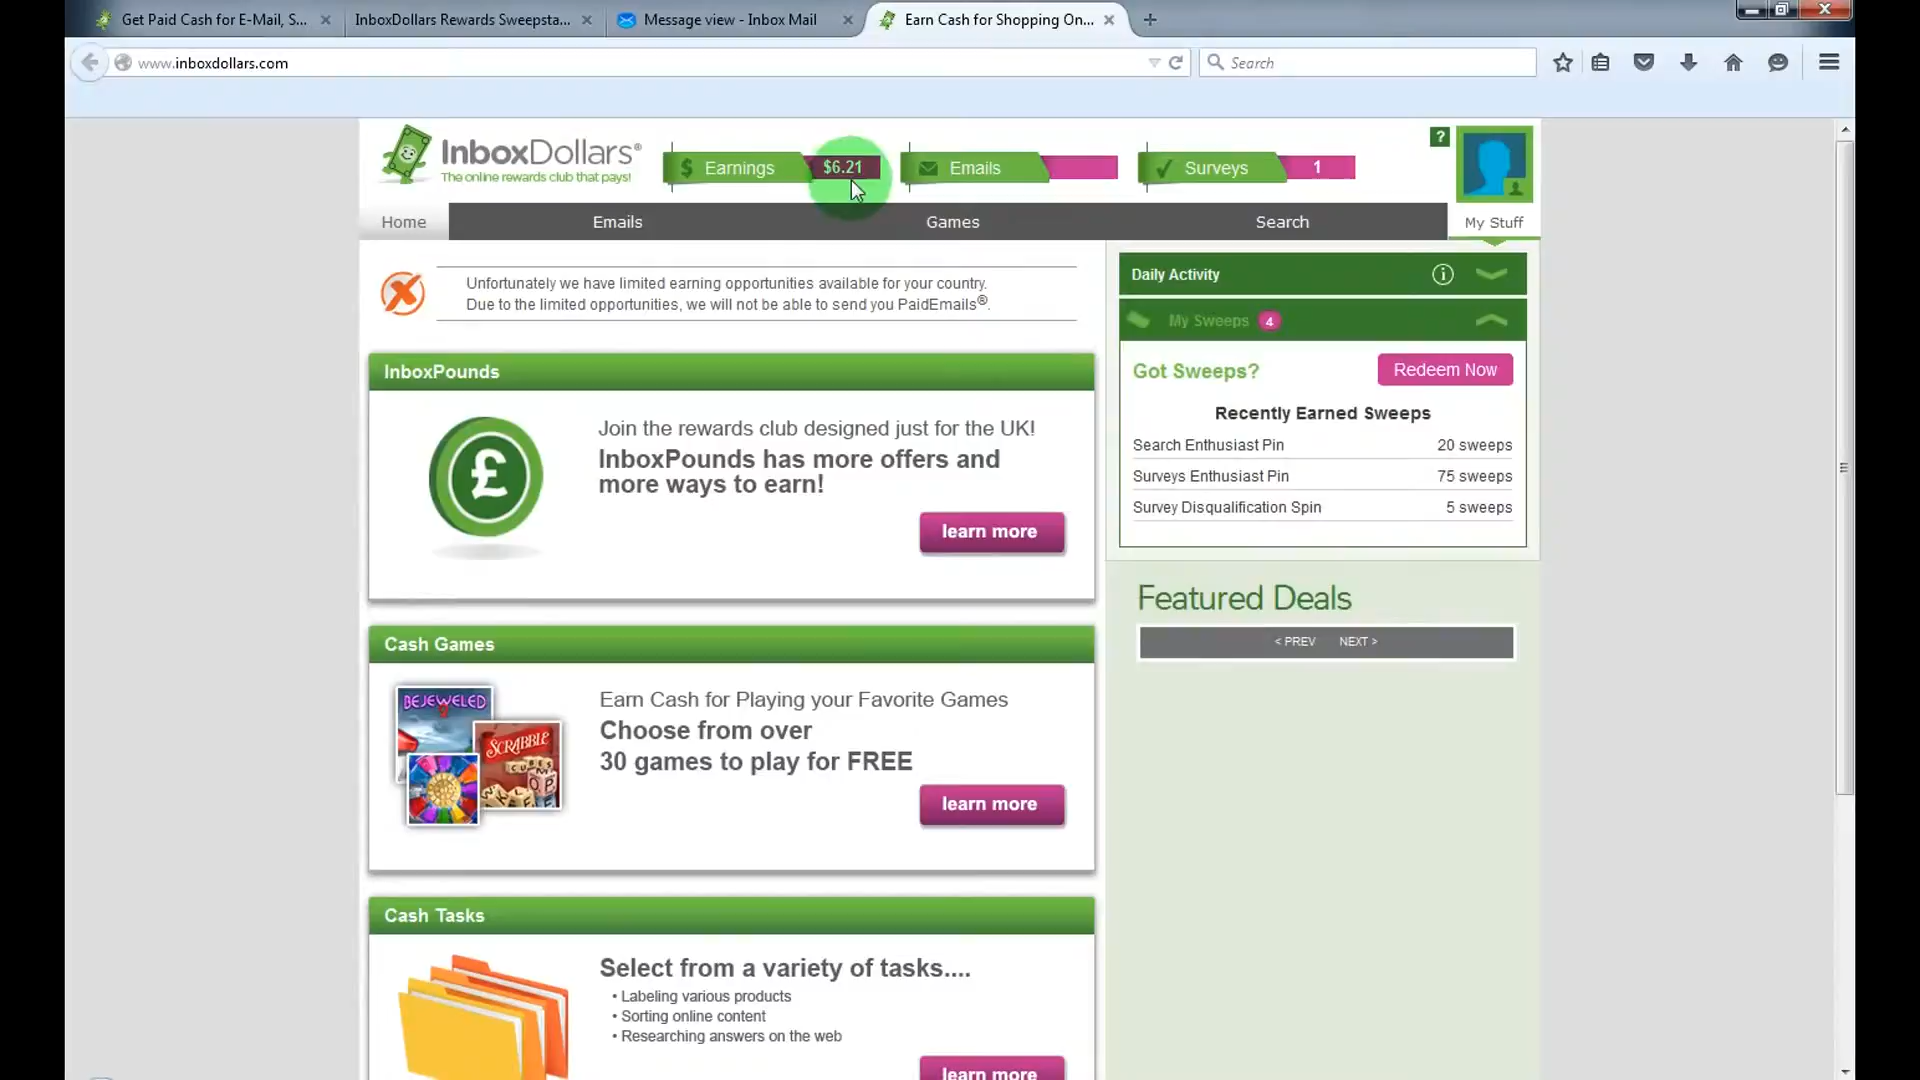 Get Paid Cash for E-Mail, S...
InboxDollars Rewards Sweepsta...
Message view - Inbox Mail
Earn Cash for Shopping On...
www.inboxdollars.com
Search
InboxDollars®
The online rewards club that pays!
$ Earnings $6.21
Emails
Surveys 1
?
Home
Emails
Games
Search
My Stuff
Unfortunately we have limited earning opportunities available for your country.
Due to the limited opportunities, we will not be able to send you PaidEmails®.
InboxPounds
£
Join the rewards club designed just for the UK!
InboxPounds has more offers and
more ways to earn!
learn more
Cash Games
BEJEWELED
SCRABBLE
CUBES
Earn Cash for Playing your Favorite Games
Choose from over
30 games to play for FREE
learn more
Cash Tasks
Select from a variety of tasks....
• Labeling various products
• Sorting online content
• Researching answers on the web
learn more
Daily Activity
My Sweeps 4
Got Sweeps?
Redeem Now
Recently Earned Sweeps
Search Enthusiast Pin 20 sweeps
Surveys Enthusiast Pin 75 sweeps
Survey Disqualification Spin 5 sweeps
Featured Deals
< PREV NEXT >